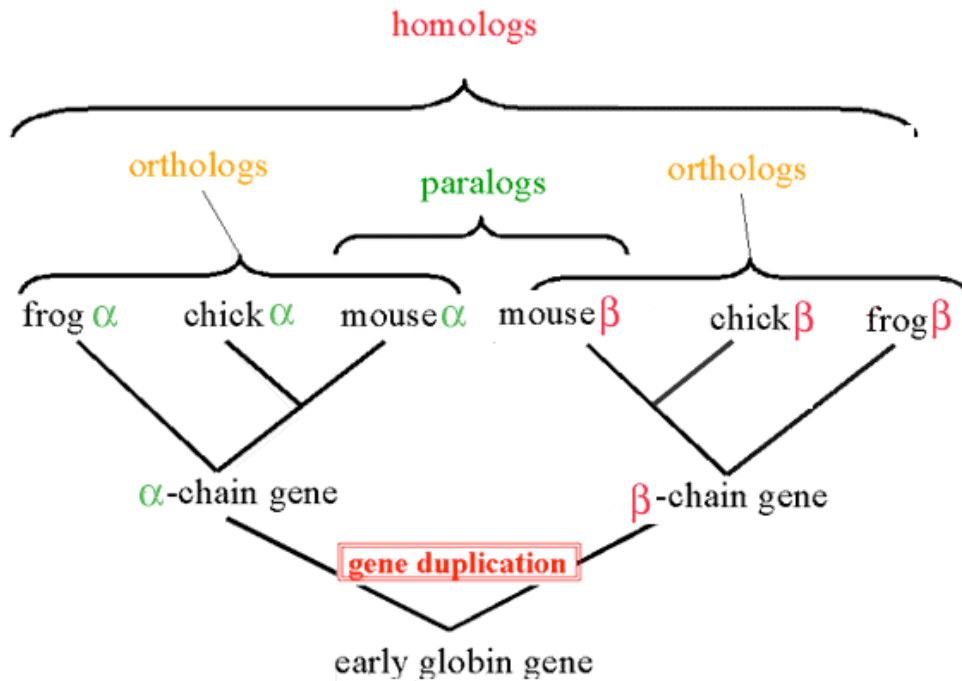 homologs
orthologs
paralogs
orthologs
frog α
chick α
mouse α
mouse β
chick β
frog β
α-chain gene
β-chain gene
gene duplication
early globin gene